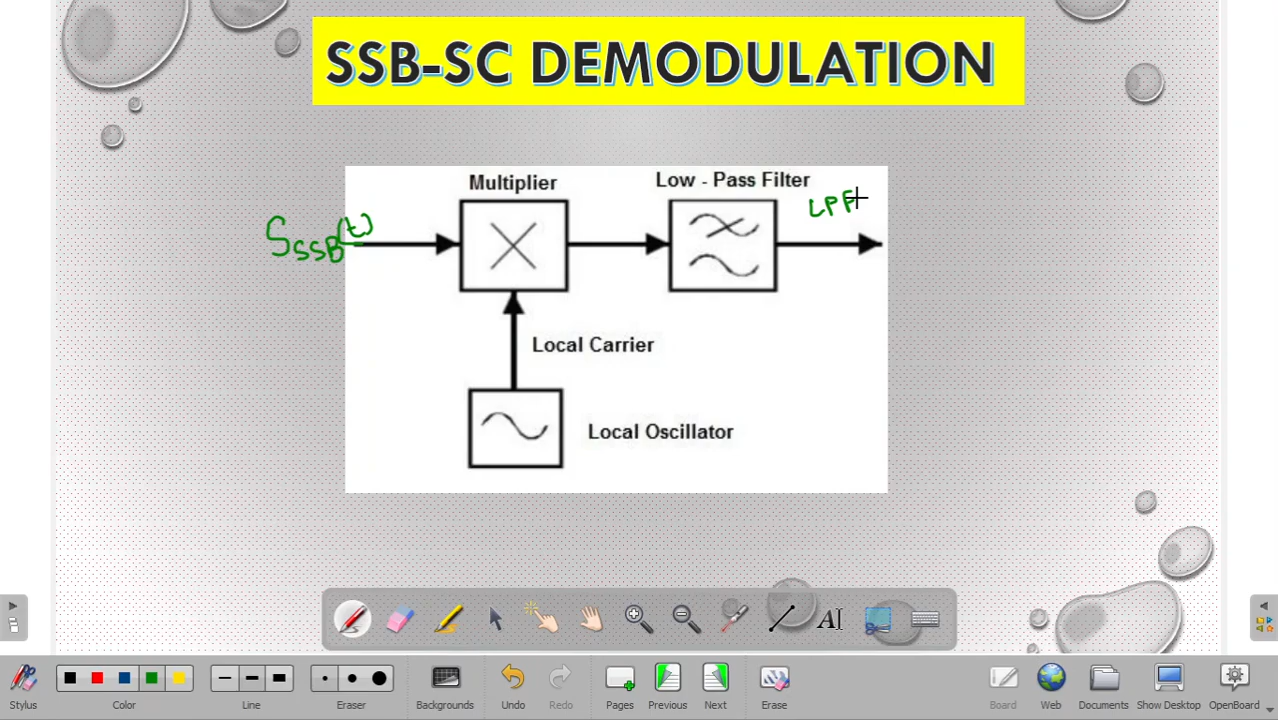 SSB-SC DEMODULATION
Multiplier
Low - Pass Filter
LPF
SSSB(t)
Local Carrier
Local Oscillator
AI
Stylus
Color
Line
Eraser
Backgrounds
Undo
Redo
Pages
Previous
Next
Erase
Board
Web
Documents
Show Desktop
OpenBoard